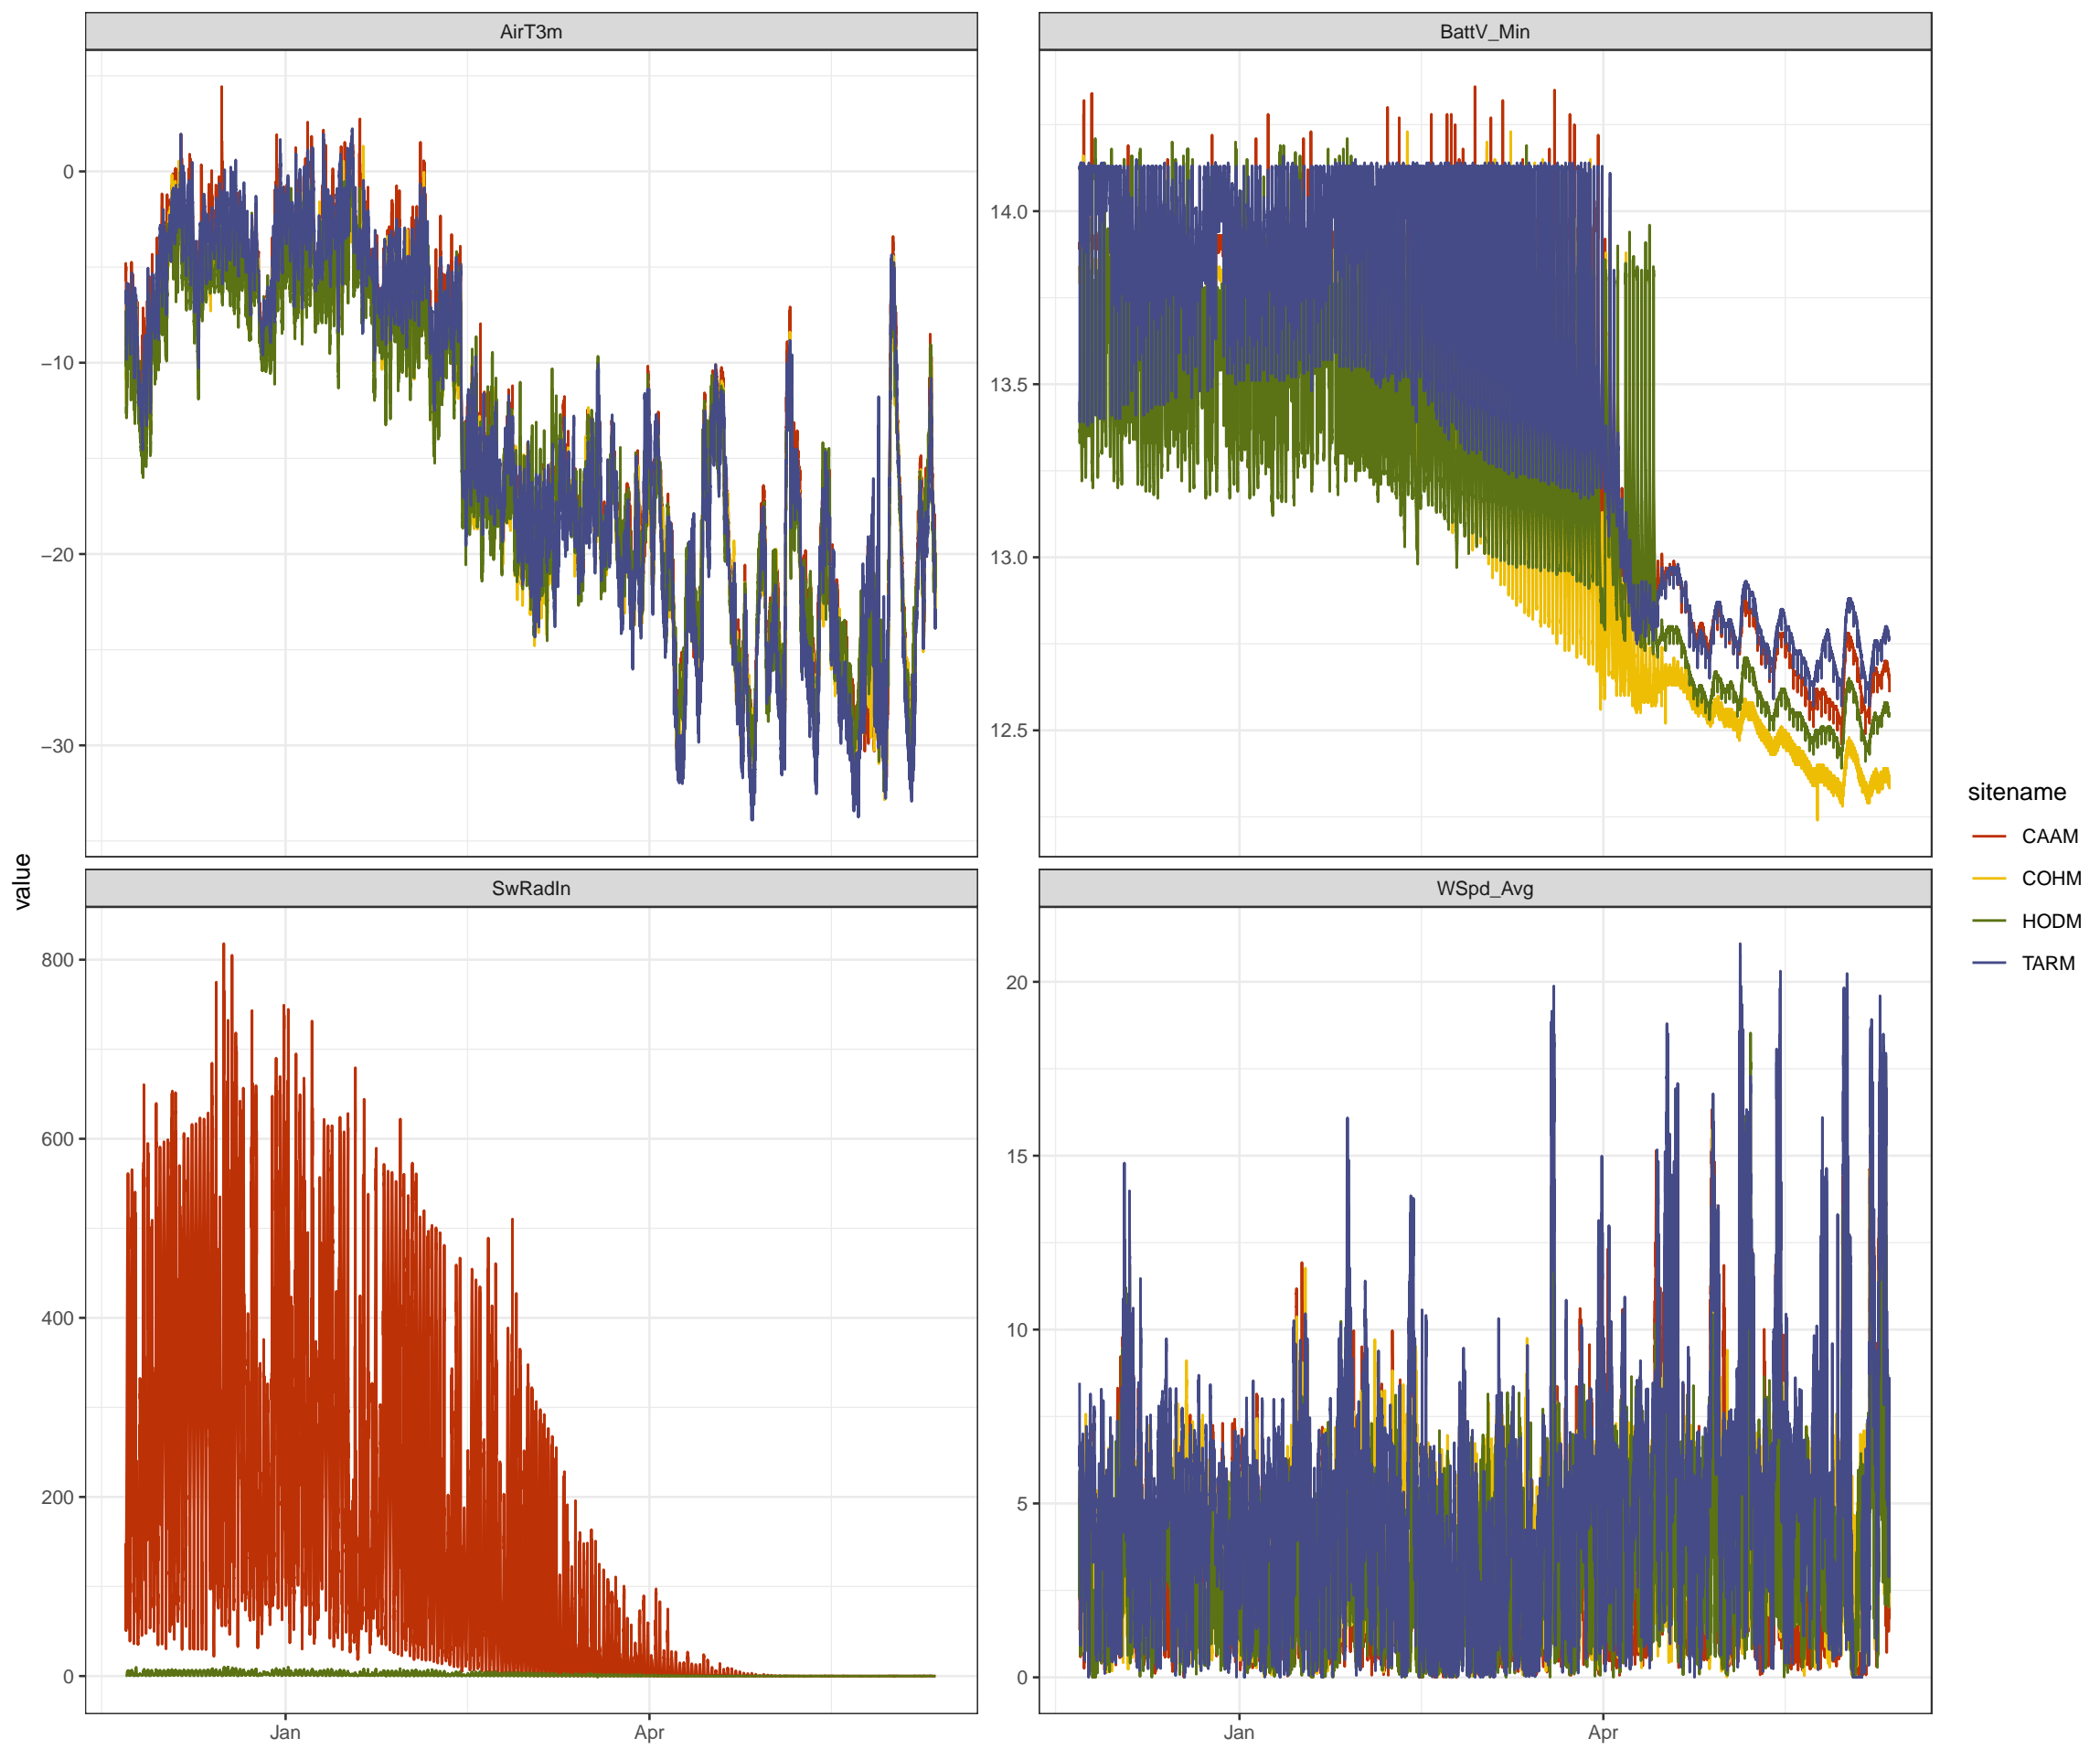 AirT3m
BattV_Min
0
−10
−20
−30
14.0
13.5
13.0
12.5
value
SwRadIn
WSpd_Avg
800
600
400
200
0
20
15
10
5
0
Jan
Apr
Jan
Apr
sitename
CAAM
COHM
HODM
TARM